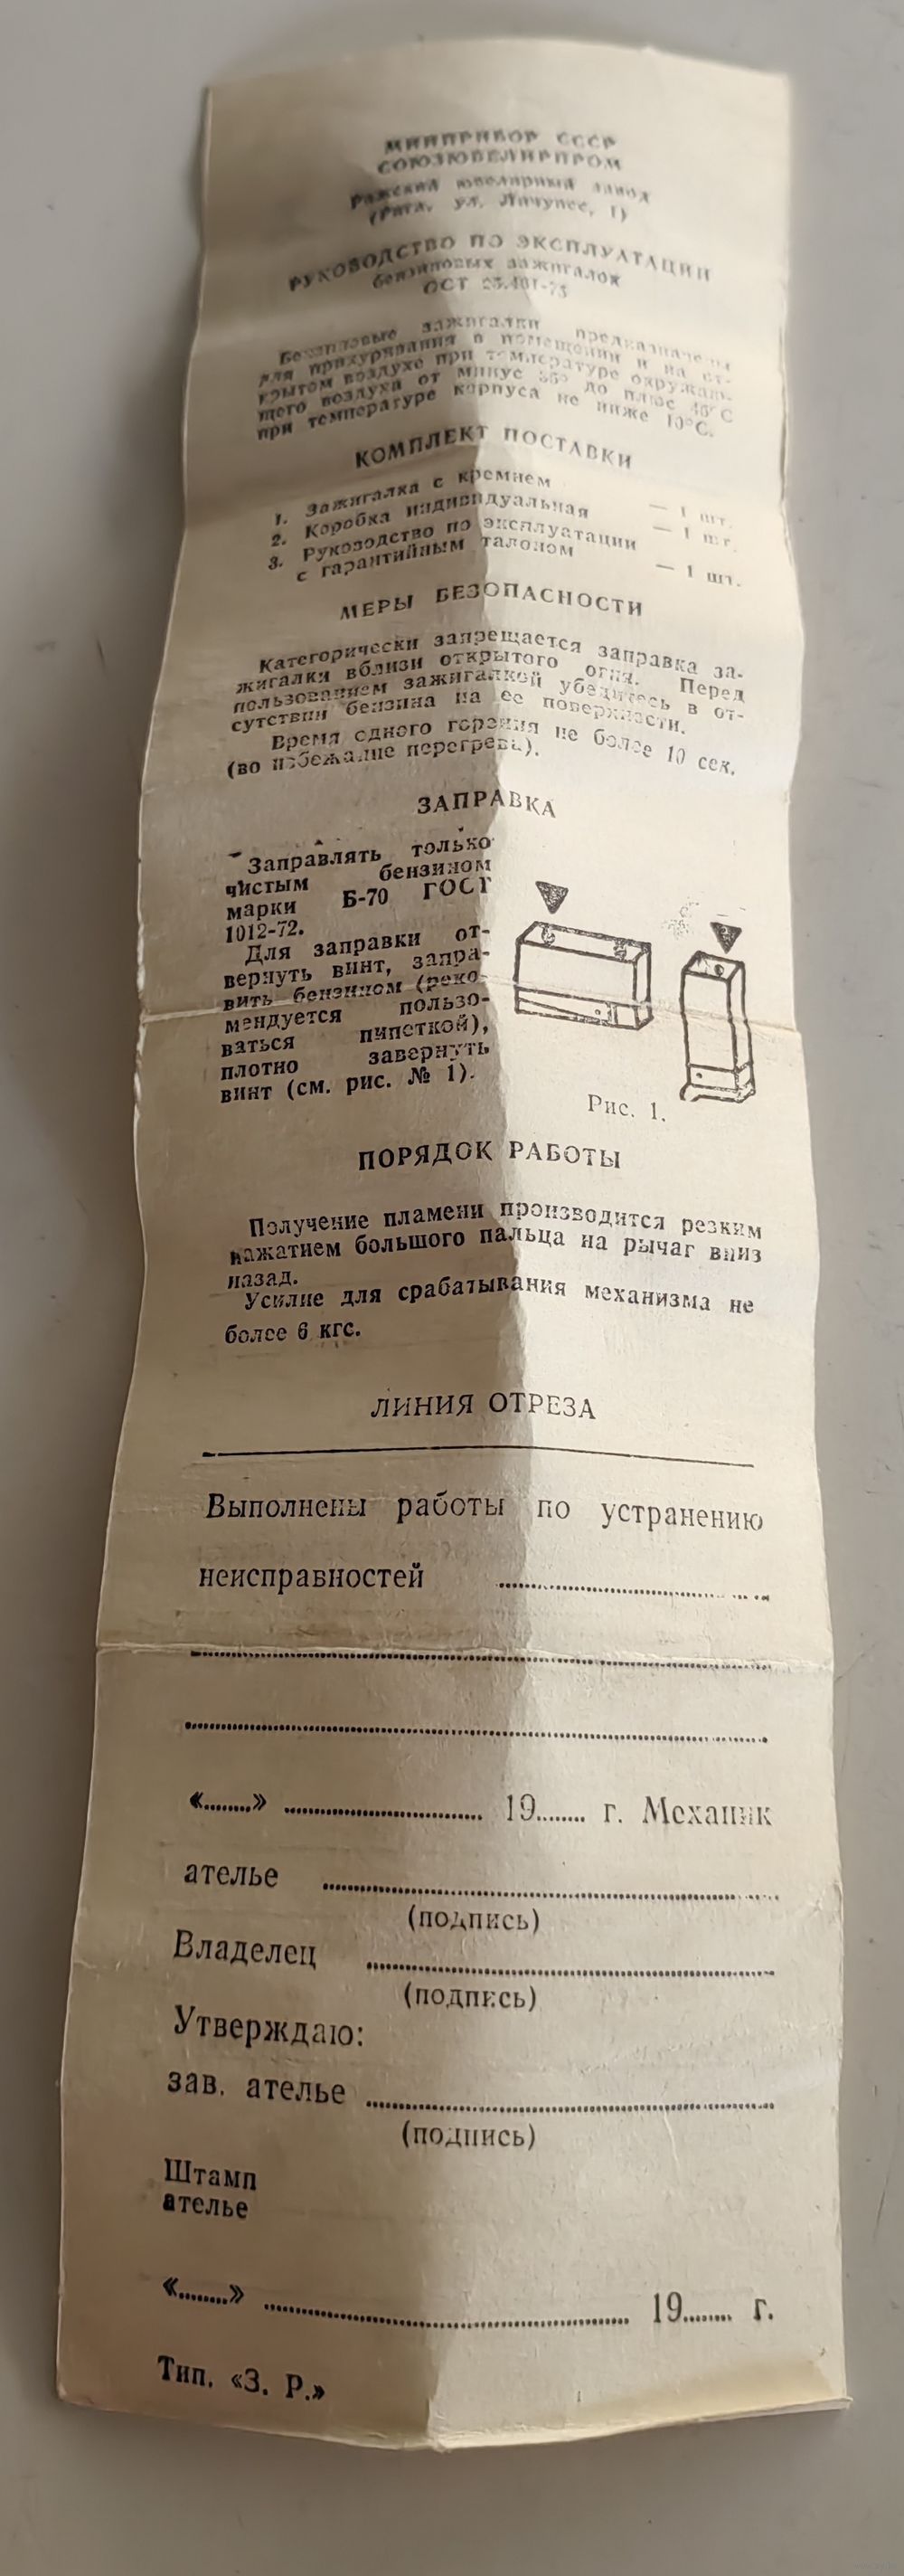 МИНПРИБОР СССР
СОЮЗЮВЕЛИРПРОМ
Рижский ювелирный завод
(Рига, ул.
РУКОВОДСТВО ПО ЭКСПЛУАТАЦИИ
бензиновых зажигалок
ОСТ
Бензиновые зажигалки предназначены
для прикуривания в помещении и на от-
крытом воздухе при температуре окружаю-
щего воздуха от минус 35° до плюс 45°С
при температуре корпуса не ниже 10°С.
КОМПЛЕКТ ПОСТАВКИ
1. Зажигалка с кремнем — 1 шт.
2. Коробка индивидуальная — 1 шт.
3. Руководство по эксплуатации
с гарантийным талоном — 1 шт.
МЕРЫ БЕЗОПАСНОСТИ
Категорически запрещается заправка за-
жигалки вблизи открытого огня. Перед
пользованием зажигалкой убедитесь в от-
сутствии бензина на ее поверхности.
Время одного горения не более 10 сек.
(во избежание перегрева).
ЗАПРАВКА
Заправлять только
чистым бензином
марки Б-70 ГОСТ
1012-72.
Для заправки от-
вернуть винт, запра-
вить бензином (реко-
мендуется пользо-
ваться пипеткой),
плотно завернуть
винт (см. рис. № 1).
Рис. 1.
ПОРЯДОК РАБОТЫ
Получение пламени производится резким
нажатием большого пальца на рычаг вниз
назад.
Усилие для срабатывания механизма не
более 6 кгс.
ЛИНИЯ ОТРЕЗА
Выполнены работы по устранению
неисправностей ..........
«........» .......... 19........ г. Механик
ателье ..........
(подпись)
Владелец ..........
(подпись)
Утверждаю:
зав. ателье ..........
(подпись)
Штамп
ателье
«........» .......... 19........ г.
Тип. «З. Р.»